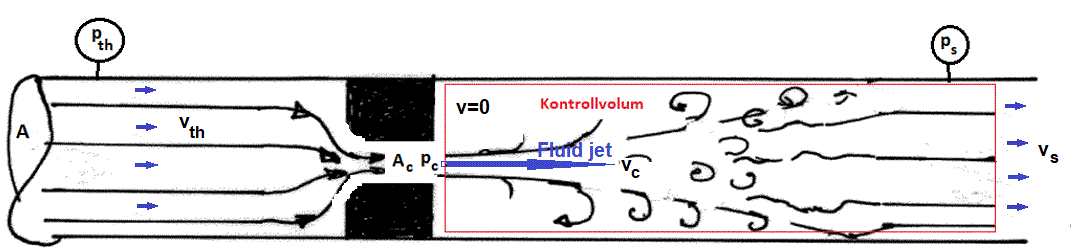 p_th
p_s
A
v_th
A_c p_c
v=0
Kontrollvolum
Fluid jet
v_c
v_s